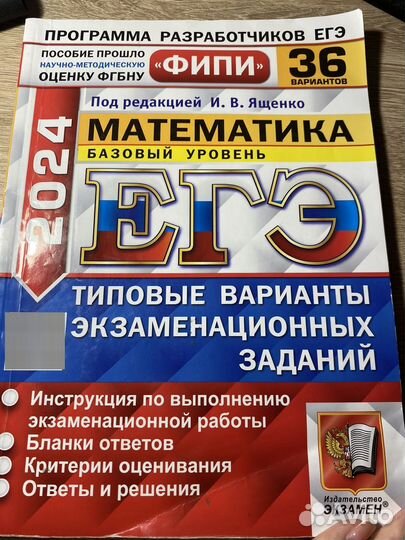 ПРОГРАММА РАЗРАБОТЧИКОВ ЕГЭ
ПОСОБИЕ ПРОШЛО
НАУЧНО-МЕТОДИЧЕСКУЮ
ОЦЕНКУ ФГБНУ
«ФИПИ»
36
ВАРИАНТОВ
Под редакцией И. В. Ященко
2024
МАТЕМАТИКА
БАЗОВЫЙ УРОВЕНЬ
ЕГЭ
ТИПОВЫЕ ВАРИАНТЫ
ЭКЗАМЕНАЦИОННЫХ
ЗАДАНИЙ
Инструкция по выполнению
экзаменационной работы
Бланки ответов
Критерии оценивания
Ответы и решения
Издательство
ЭКЗАМЕН®
Avito